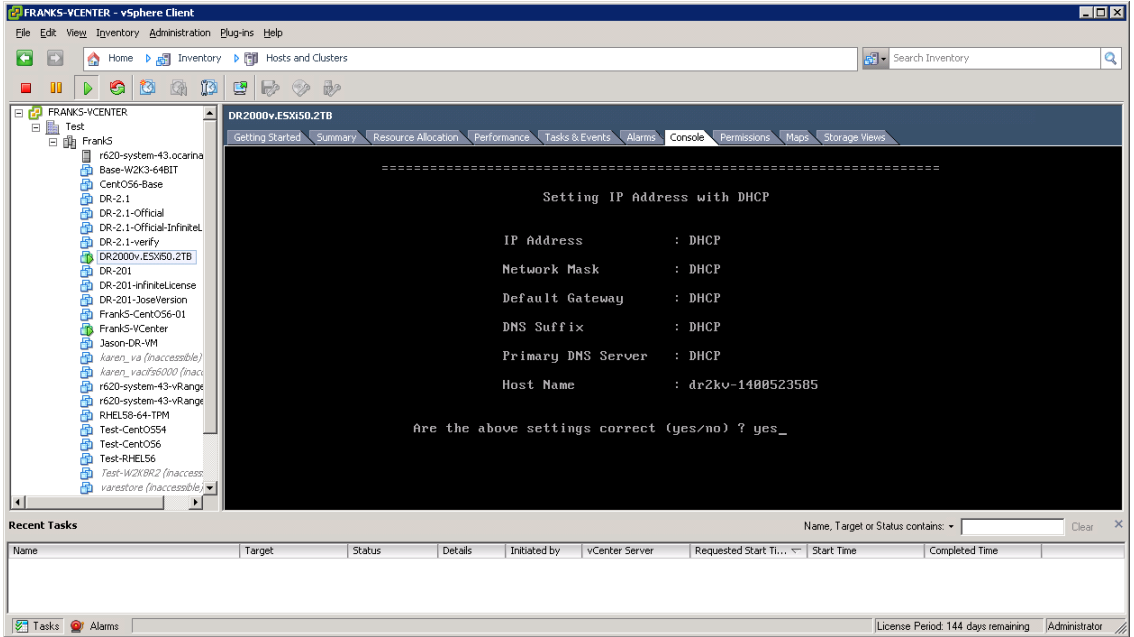 FRANKS-VCENTER - vSphere Client
File Edit View Inventory Administration Plug-ins Help
Home Inventory Hosts and Clusters
Search Inventory
FRANKS-VCENTER
Test
FrankS
r620-system-43.ocarina
Base-W2K3-64BIT
CentOS6-Base
DR-2.1
DR-2.1-Official
DR-2.1-Official-InfiniteL
DR-2.1-verify
DR2000v.ESXi50.2TB
DR-201
DR-201-infiniteLicense
DR-201-JoseVersion
FrankS-CentOS6-01
FrankS-VCenter
Jason-DR-VM
karen_va (inaccessible)
karen_vacifs6000 (inacc
r620-system-43-vRange
r620-system-43-vRange
RHEL58-64-TPM
Test-CentOS54
Test-CentOS6
Test-RHEL56
Test-W2K8R2 (inaccess
varestore (inaccessible)
DR2000v.ESXi50.2TB
Getting Started Summary Resource Allocation Performance Tasks & Events Alarms Console Permissions Maps Storage Views
Setting IP Address with DHCP
IP Address : DHCP
Network Mask : DHCP
Default Gateway : DHCP
DNS Suffix : DHCP
Primary DNS Server : DHCP
Host Name : dr2kv-1400523585
Are the above settings correct (yes/no) ? yes_
Recent Tasks
Name, Target or Status contains:
Clear
Name Target Status Details Initiated by vCenter Server Requested Start Ti... Start Time Completed Time
Tasks Alarms
License Period: 144 days remaining Administrator